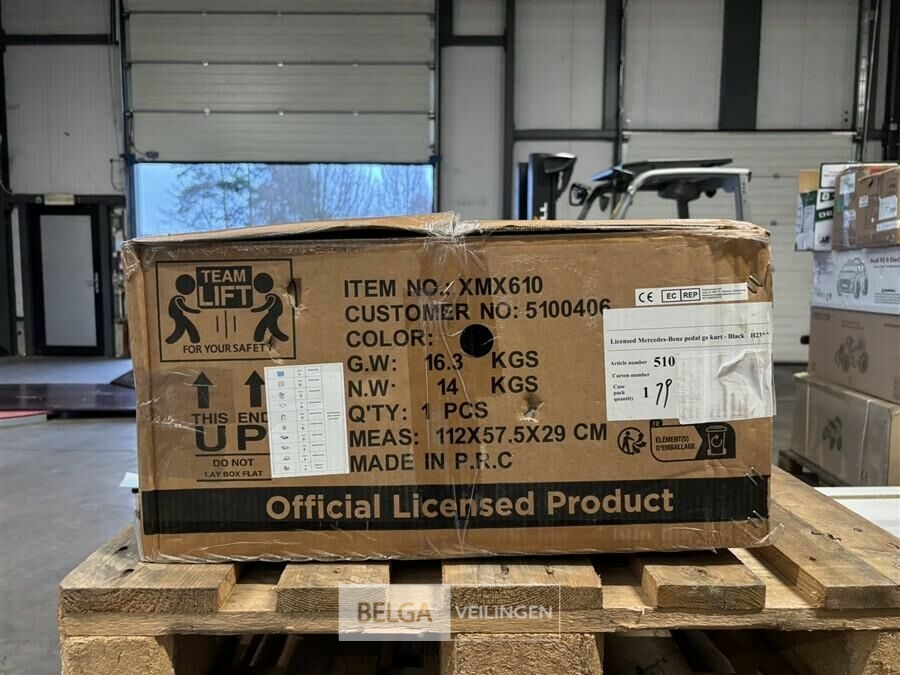 TEAM
LIFT
FOR YOUR SAFETY
ITEM NO.: XMX610
CUSTOMER NO: 5100406
COLOR:
G.W: 16.3 KGS
N.W: 14 KGS
Q'TY: 1 PCS
MEAS: 112X57.5X29 CM
MADE IN P.R.C
THIS END
UP
DO NOT
LAY BOX FLAT
CE EC REP
Licensed Mercedes-Benz pedal go kart - Black
Article number 510
Carton number
Case
pack
quantity 1 79
FR
ÉLÉMENT(S)
D'EMBALLAGE
Official Licensed Product
BELGA VEILINGEN